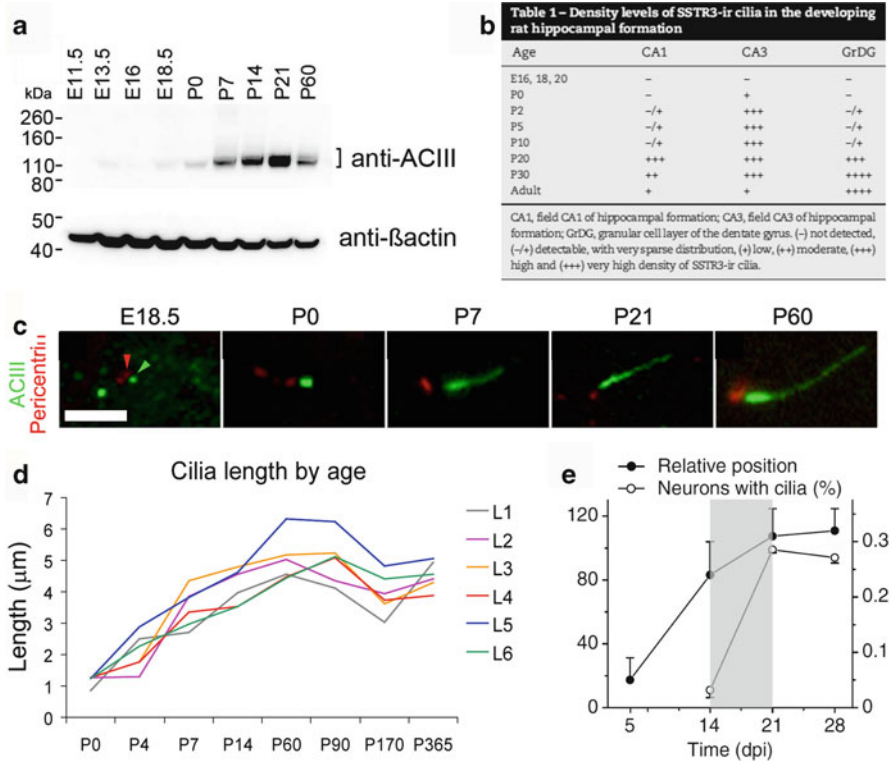 a
E11.5 E13.5 E16 E18.5 P0 P7 P14 P21 P60
kDa
260-
160-
110-
80-
] anti-ACIII
50-
40-
anti-ßactin
b
Table 1 – Density levels of SSTR3-ir cilia in the developing
rat hippocampal formation
Age CA1 CA3 GrDG
E16, 18, 20 – – –
P0 – + –
P2 –/+ +++ –/+
P5 –/+ +++ –/+
P10 –/+ +++ –/+
P20 +++ +++ +++
P30 ++ +++ ++++
Adult + + ++++
CA1, field CA1 of hippocampal formation; CA3, field CA3 of hippocampal
formation; GrDG, granular cell layer of the dentate gyrus. (–) not detected,
(–/+) detectable, with very sparse distribution, (+) low, (++) moderate, (+++)
high and (+++) very high density of SSTR3-ir cilia.
c
E18.5 P0 P7 P21 P60
ACIII
Pericentrin
d
Cilia length by age
Length (μm)
7
6
5
4
3
2
1
0
P0 P4 P7 P14 P60 P90 P170 P365
L1
L2
L3
L4
L5
L6
e
Relative position
Neurons with cilia (%)
120
80
40
0
0.3
0.2
0.1
0
5 14 21 28
Time (dpi)